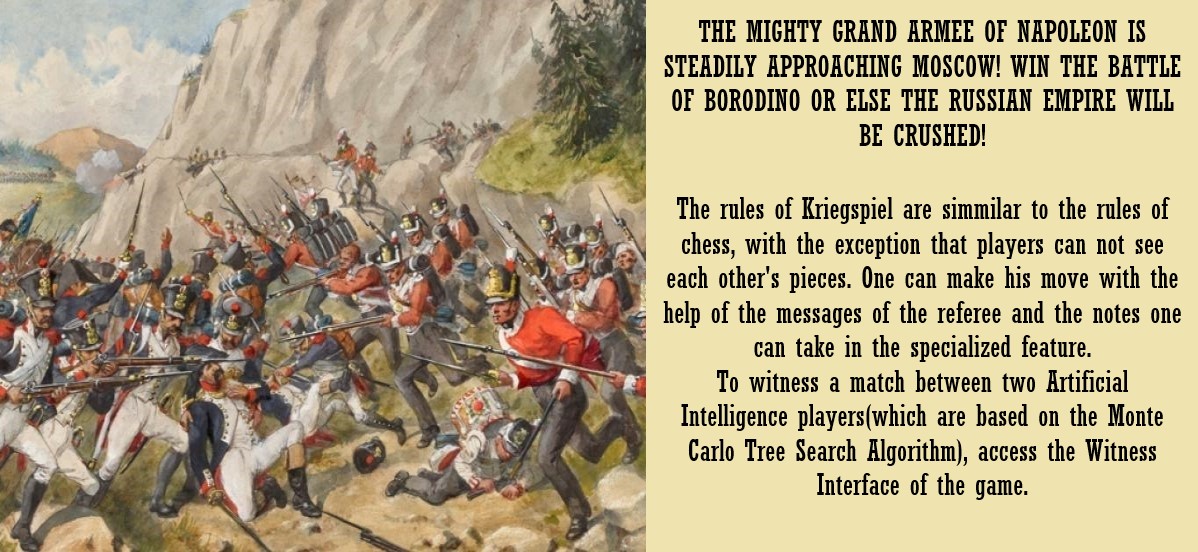 THE MIGHTY GRAND ARMEE OF NAPOLEON IS
STEADILY APPROACHING MOSCOW! WIN THE BATTLE
OF BORODINO OR ELSE THE RUSSIAN EMPIRE WILL
BE CRUSHED!
The rules of Kriegspiel are simmilar to the rules of
chess, with the exception that players can not see
each other's pieces. One can make his move with the
help of the messages of the referee and the notes one
can take in the specialized feature.
To witness a match between two Artificial
Intelligence players(which are based on the Monte
Carlo Tree Search Algorithm), access the Witness
Interface of the game.